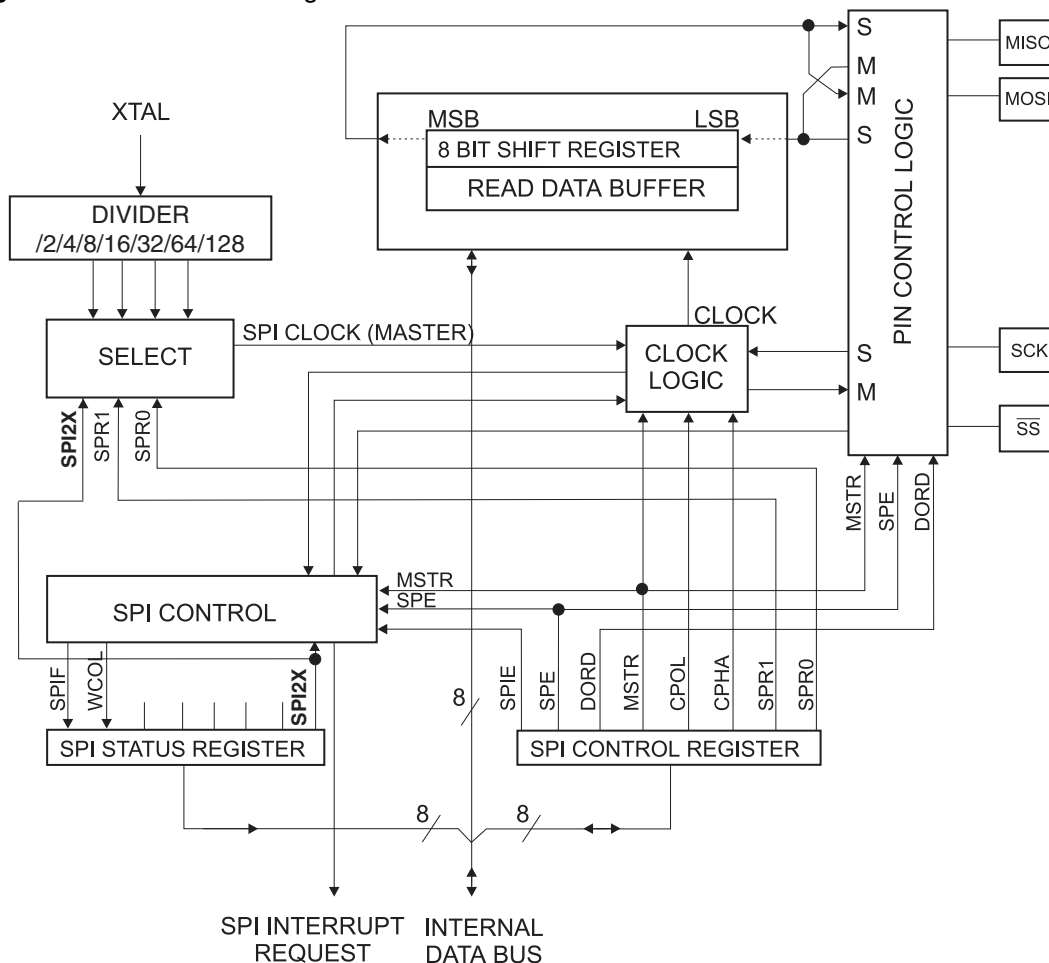 S
MISO
M
MOSI
M
S
XTAL
MSB
LSB
8 BIT SHIFT REGISTER
READ DATA BUFFER
DIVIDER
/2/4/8/16/32/64/128
PIN CONTROL LOGIC
SPI CLOCK (MASTER)
SELECT
CLOCK
CLOCK
LOGIC
S
M
SCK
SS
SPI2X
SPR1
SPR0
MSTR
SPE
DORD
MSTR
SPE
SPI CONTROL
SPIF
WCOL
SPI2X
SPIE
SPE
DORD
MSTR
CPOL
CPHA
SPR1
SPR0
8
SPI STATUS REGISTER
SPI CONTROL REGISTER
8
8
SPI INTERRUPT
REQUEST
INTERNAL
DATA BUS